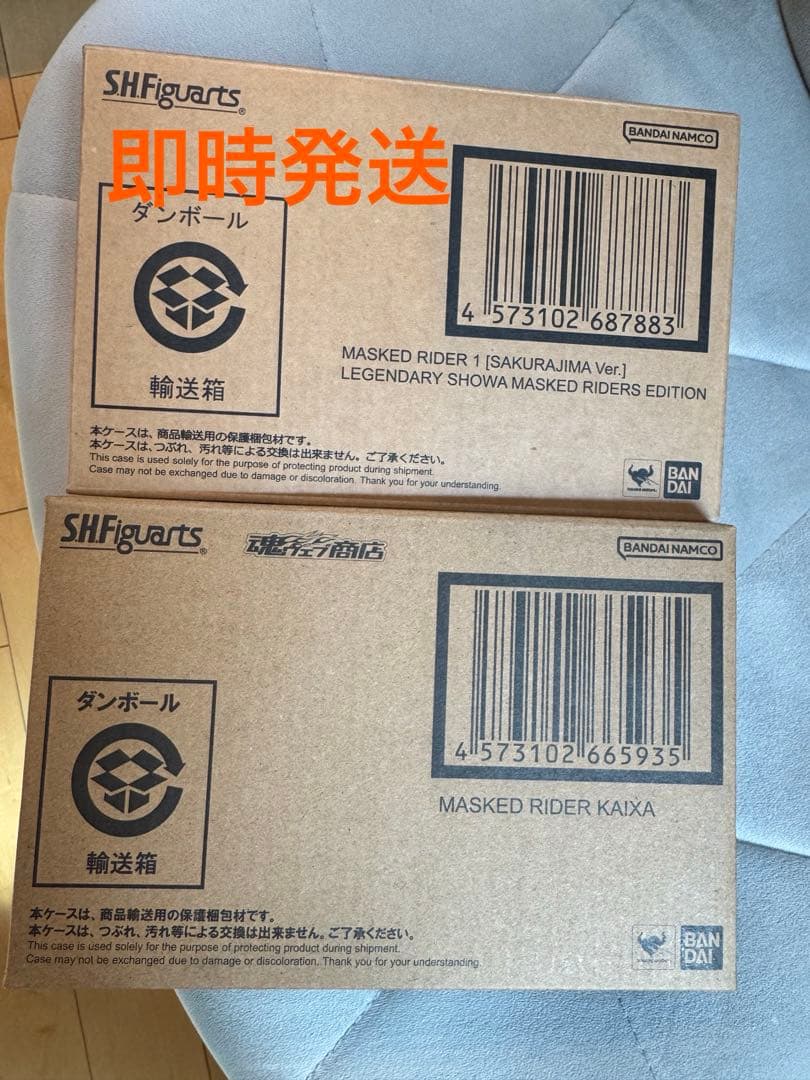 S.H.Figuarts®
BANDAI NAMCO
即時発送
ダンボール
輸送箱
4 573102 687883
MASKED RIDER 1 [SAKURAJIMA Ver.]
LEGENDARY SHOWA MASKED RIDERS EDITION
本ケースは、商品輸送用の保護梱包材です。
本ケースは、つぶれ、汚れ等による交換は出来ません。ご了承ください。
This case is used solely for the purpose of protecting product during shipment.
Case may not be exchanged due to damage or discoloration. Thank you for your understanding.
BAN
DAI
S.H.Figuarts®
魂ウェブ商店
BANDAI NAMCO
ダンボール
輸送箱
4 573102 665935
MASKED RIDER KAIXA
本ケースは、商品輸送用の保護梱包材です。
本ケースは、つぶれ、汚れ等による交換は出来ません。ご了承ください。
This case is used solely for the purpose of protecting product during shipment.
Case may not be exchanged due to damage or discoloration. Thank you for your understanding.
BAN
DAI